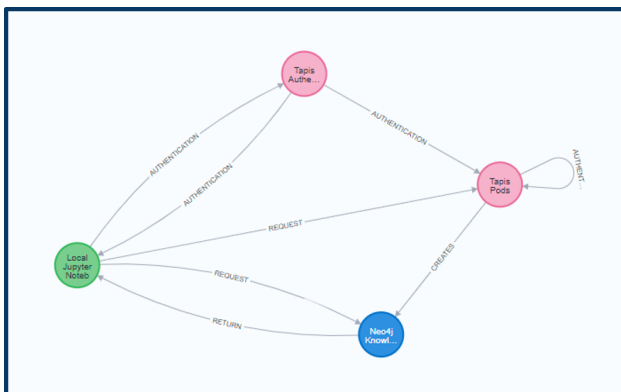 Tapis
Authe...
AUTHENTICATION
AUTHENTICATION
AUTHENTICATION
AUTHENT...
Tapis
Pods
REQUEST
CREATES
Local
Jupyter
Noteb
REQUEST
RETURN
Neo4j
Knowl...